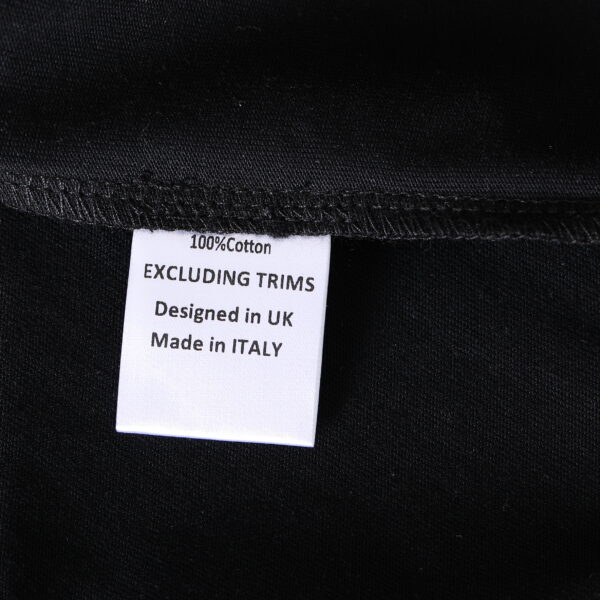 100%Cotton
EXCLUDING TRIMS
Designed in UK
Made in ITALY